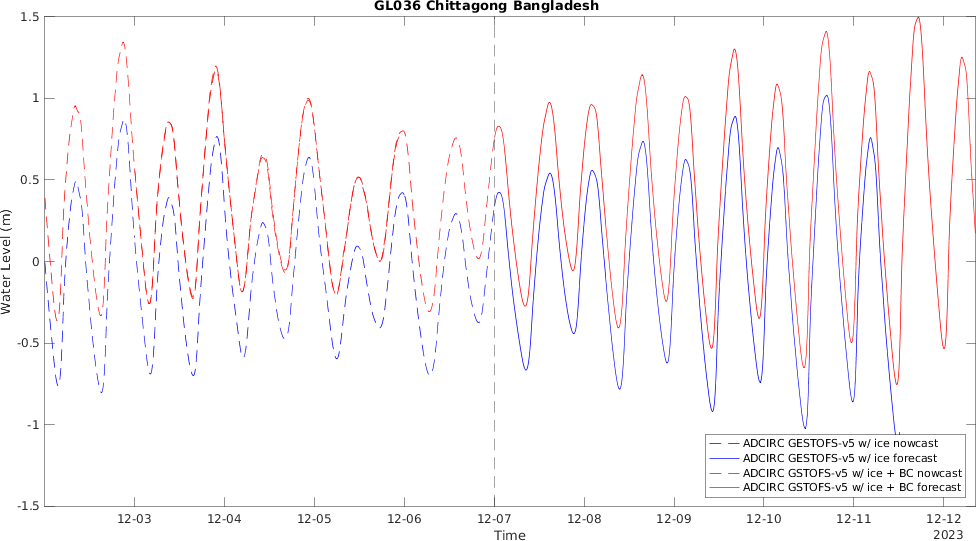 GL036 Chittagong Bangladesh
1.5
1
0.5
0
-0.5
-1
-1.5
Water Level (m)
ADCIRC GESTOFS-v5 w/ ice nowcast
ADCIRC GESTOFS-v5 w/ ice forecast
ADCIRC GSTOFS-v5 w/ ice + BC nowcast
ADCIRC GSTOFS-v5 w/ ice + BC forecast
12-03 12-04 12-05 12-06 12-07 12-08 12-09 12-10 12-11 12-12
2023
Time